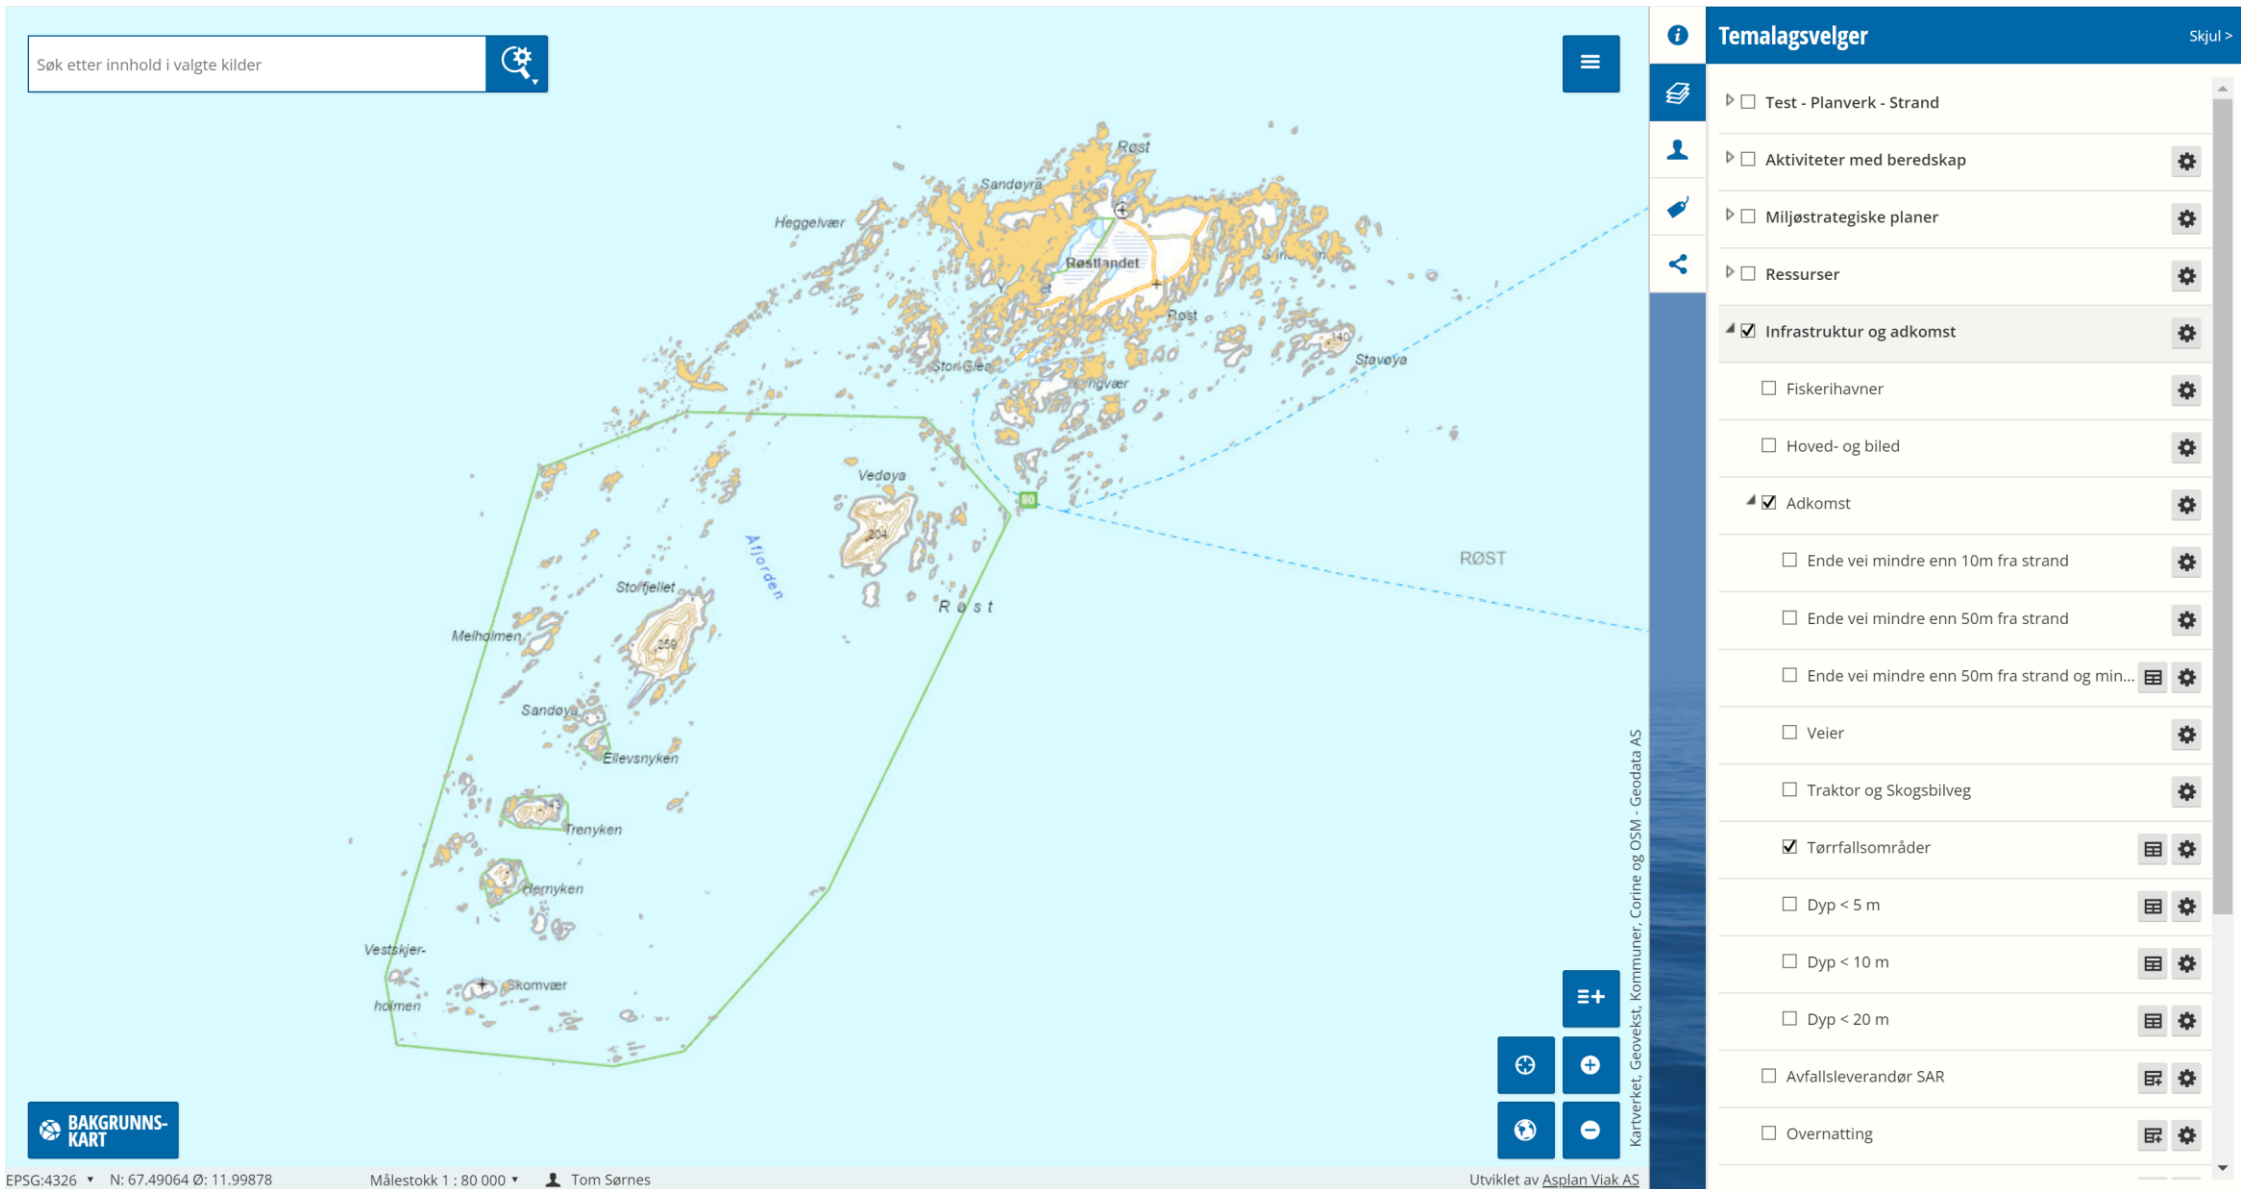 Søk etter innhold i valgte kilder
Temalagsvelger
Skjul >
Test - Planverk - Strand
Aktiviteter med beredskap
Miljøstrategiske planer
Ressurser
Infrastruktur og adkomst
Fiskerihavner
Hoved- og biled
Adkomst
Ende vei mindre enn 10m fra strand
Ende vei mindre enn 50m fra strand
Ende vei mindre enn 50m fra strand og min...
Veier
Traktor og Skogsbilveg
Tørrfallsområder
Dyp < 5 m
Dyp < 10 m
Dyp < 20 m
Avfallsleverandør SAR
Overnatting
Røst
Sandøyra
Heggelvær
Røstlandet
Røst
140
Stavøya
Vedøya
204
80
RØST
Afjorden
Storfjellet
Røst
259
Melholmen
Sandøya
Ellevsnyken
Trenyken
Hernyken
Vestskjer-
holmen
Skomvær
Kartverket, Geovekst, Kommuner, Corine og OSM - Geodata AS
BAKGRUNNS-
KART
EPSG:4326 N: 67.49064 Ø: 11.99878 Målestokk 1 : 80 000 Tom Sørnes Utviklet av Asplan Viak AS